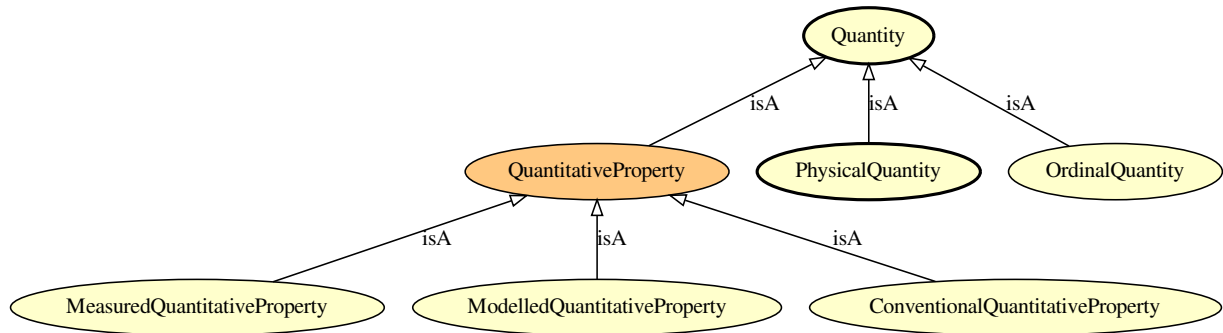 Quantity
isA isA isA
QuantitativeProperty PhysicalQuantity OrdinalQuantity
isA isA isA
MeasuredQuantitativeProperty ModelledQuantitativeProperty ConventionalQuantitativeProperty